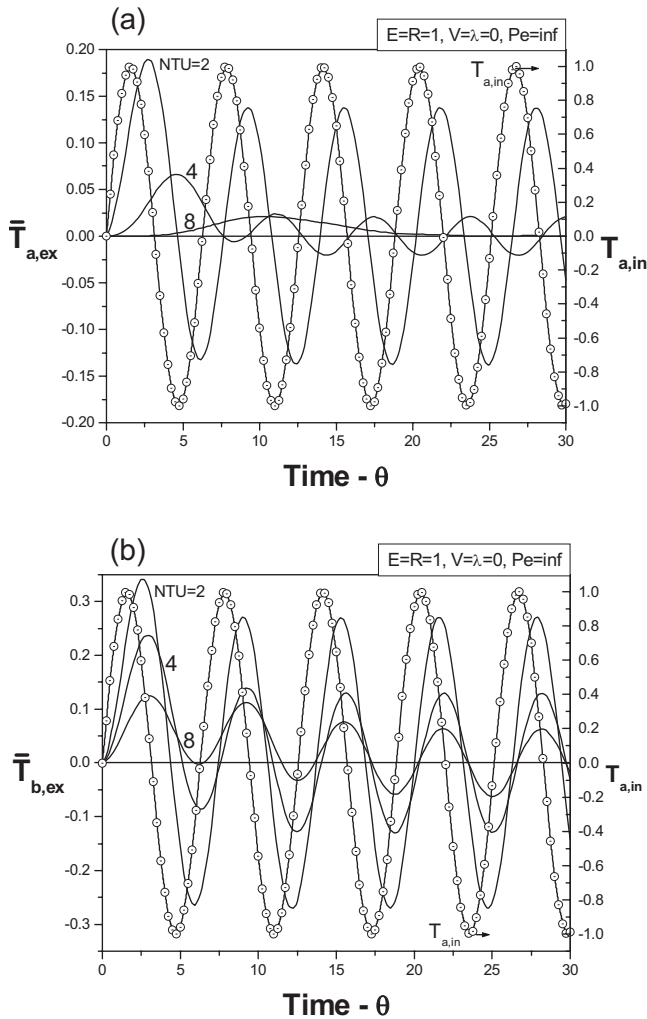 (a)
E=R=1, V=λ=0, Pe=inf
0.20
0.15
0.10
0.05
0.00
-0.05
-0.10
-0.15
-0.20
NTU=2
4
8
T a,in
1.0
0.8
0.6
0.4
0.2
0.0
-0.2
-0.4
-0.6
-0.8
-1.0
T̿ a,ex
T a,in
0 5 10 15 20 25 30
Time - θ
(b)
E=R=1, V=λ=0, Pe=inf
0.3
0.2
0.1
0.0
-0.1
-0.2
-0.3
NTU=2
4
8
1.0
0.8
0.6
0.4
0.2
0.0
-0.2
-0.4
-0.6
-0.8
-1.0
T̿ b,ex
T a,in
T a,in
0 5 10 15 20 25 30
Time - θ